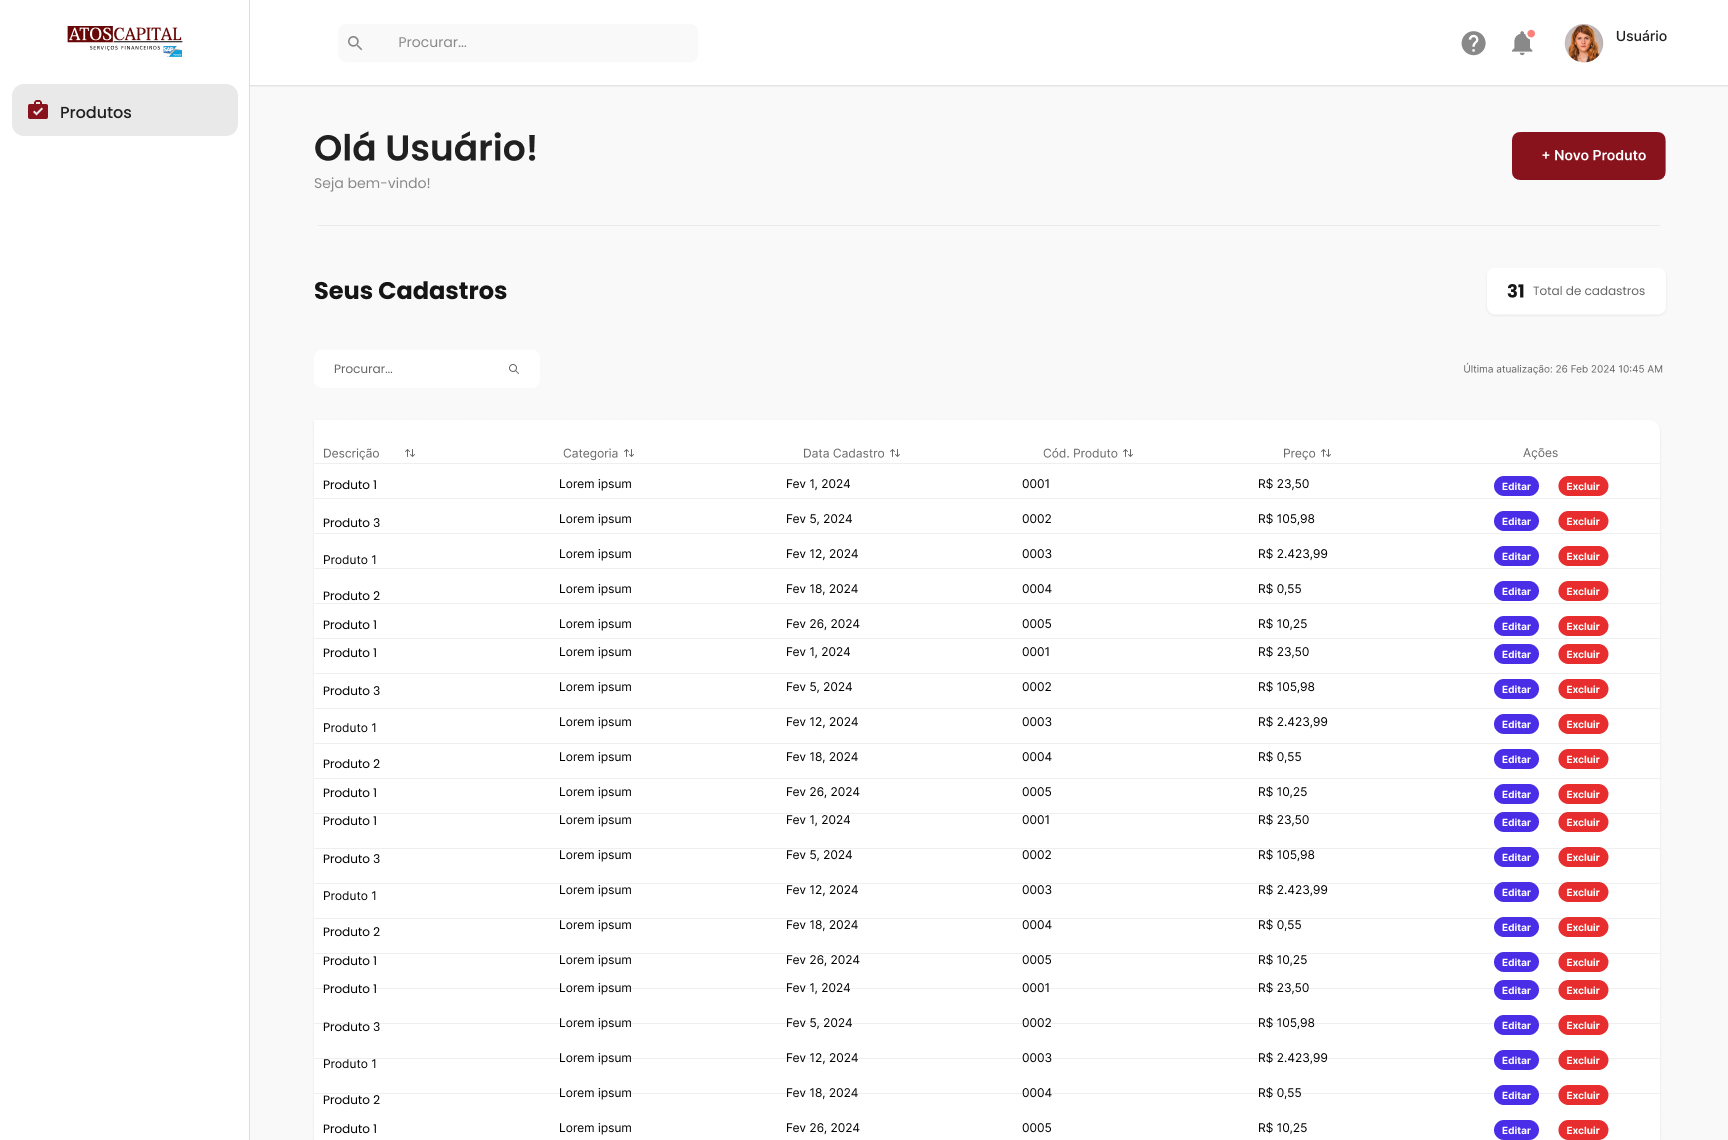 ATOSCAPITAL
SERVIÇOS FINANCEIROS
Procurar...
Usuário
Produtos
Olá Usuário!
Seja bem-vindo!
+ Novo Produto
Seus Cadastros
31 Total de cadastros
Procurar...
Última atualização: 26 Feb 2024 10:45 AM
Descrição Categoria Data Cadastro Cód. Produto Preço Ações
Produto 1 Lorem ipsum Fev 1, 2024 0001 R$ 23,50 Editar Excluir
Produto 3 Lorem ipsum Fev 5, 2024 0002 R$ 105,98 Editar Excluir
Produto 1 Lorem ipsum Fev 12, 2024 0003 R$ 2.423,99 Editar Excluir
Produto 2 Lorem ipsum Fev 18, 2024 0004 R$ 0,55 Editar Excluir
Produto 1 Lorem ipsum Fev 26, 2024 0005 R$ 10,25 Editar Excluir
Produto 1 Lorem ipsum Fev 1, 2024 0001 R$ 23,50 Editar Excluir
Produto 3 Lorem ipsum Fev 5, 2024 0002 R$ 105,98 Editar Excluir
Produto 1 Lorem ipsum Fev 12, 2024 0003 R$ 2.423,99 Editar Excluir
Produto 2 Lorem ipsum Fev 18, 2024 0004 R$ 0,55 Editar Excluir
Produto 1 Lorem ipsum Fev 26, 2024 0005 R$ 10,25 Editar Excluir
Produto 1 Lorem ipsum Fev 1, 2024 0001 R$ 23,50 Editar Excluir
Produto 3 Lorem ipsum Fev 5, 2024 0002 R$ 105,98 Editar Excluir
Produto 1 Lorem ipsum Fev 12, 2024 0003 R$ 2.423,99 Editar Excluir
Produto 2 Lorem ipsum Fev 18, 2024 0004 R$ 0,55 Editar Excluir
Produto 1 Lorem ipsum Fev 26, 2024 0005 R$ 10,25 Editar Excluir
Produto 1 Lorem ipsum Fev 1, 2024 0001 R$ 23,50 Editar Excluir
Produto 3 Lorem ipsum Fev 5, 2024 0002 R$ 105,98 Editar Excluir
Produto 1 Lorem ipsum Fev 12, 2024 0003 R$ 2.423,99 Editar Excluir
Produto 2 Lorem ipsum Fev 18, 2024 0004 R$ 0,55 Editar Excluir
Produto 1 Lorem ipsum Fev 26, 2024 0005 R$ 10,25 Editar Excluir